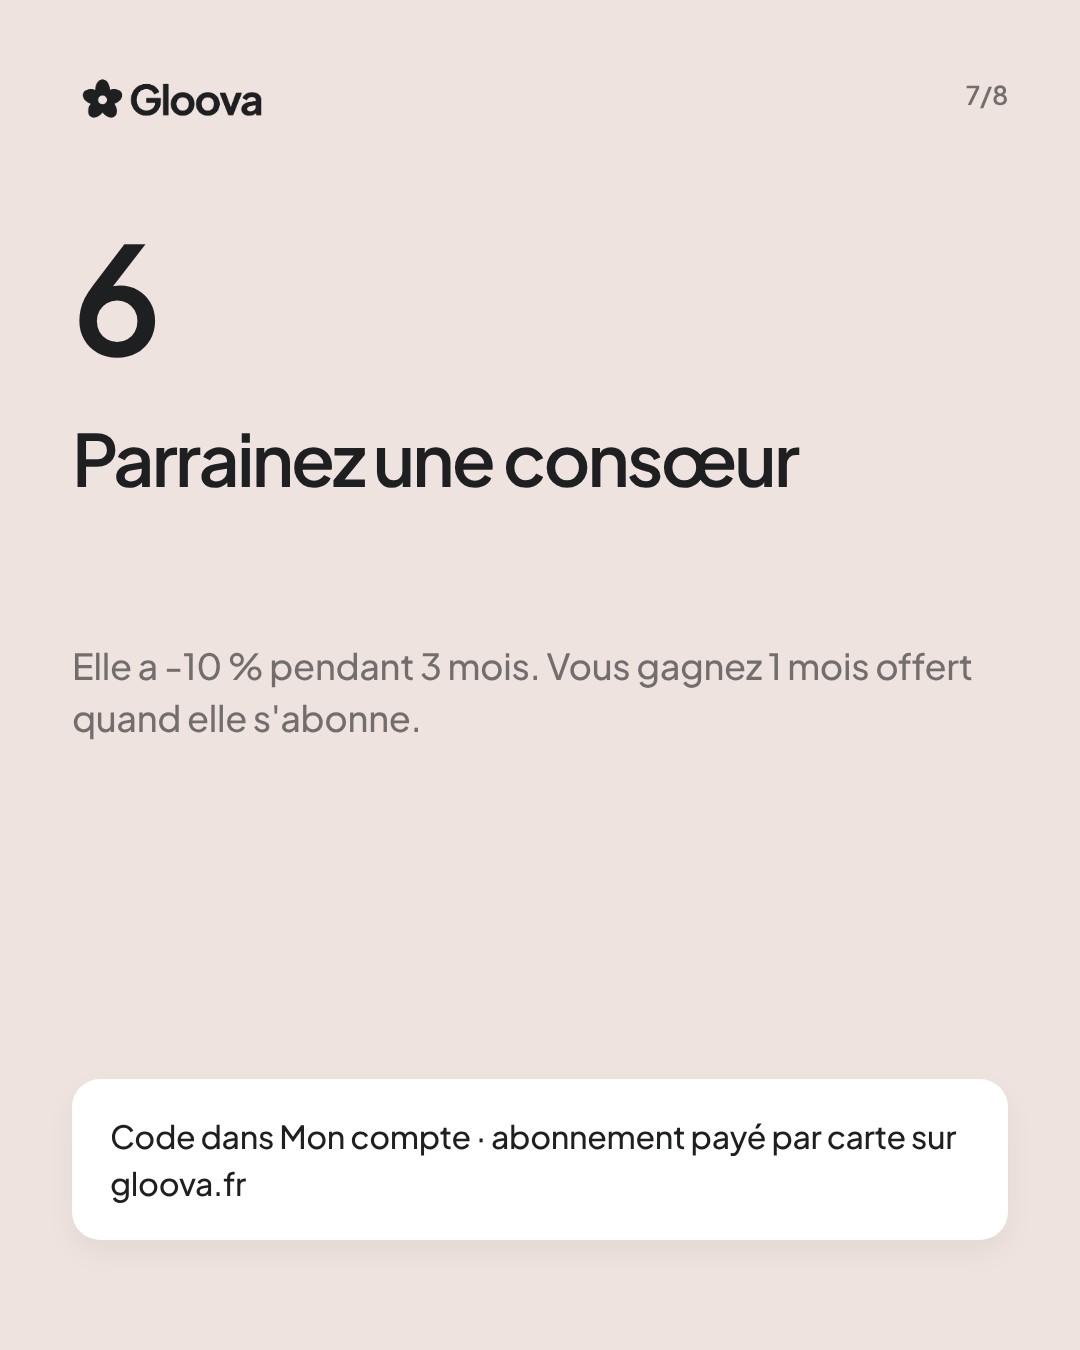 Gloova
7/8
6
Parrainez une consœur
Elle a -10 % pendant 3 mois. Vous gagnez 1 mois offert
quand elle s'abonne.
Code dans Mon compte · abonnement payé par carte sur
gloova.fr